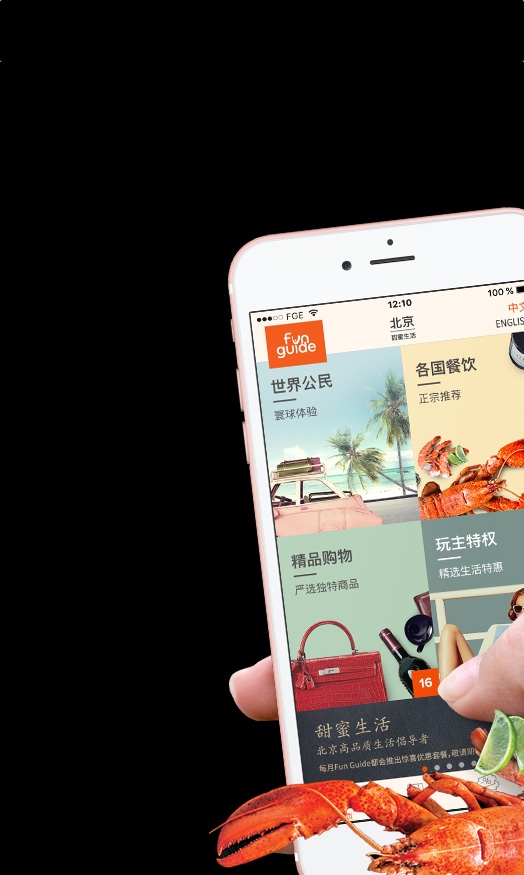 FGE
12:10
100 %
fun
guide
北京
甜蜜生活
中文
ENGLIS
世界公民
寰球体验
各国餐饮
正宗推荐
精品购物
严选独特商品
玩主特权
精选生活特惠
16
甜蜜生活
北京高品质生活倡导者
每月Fun Guide都会推出惊喜优惠套餐,敬请期